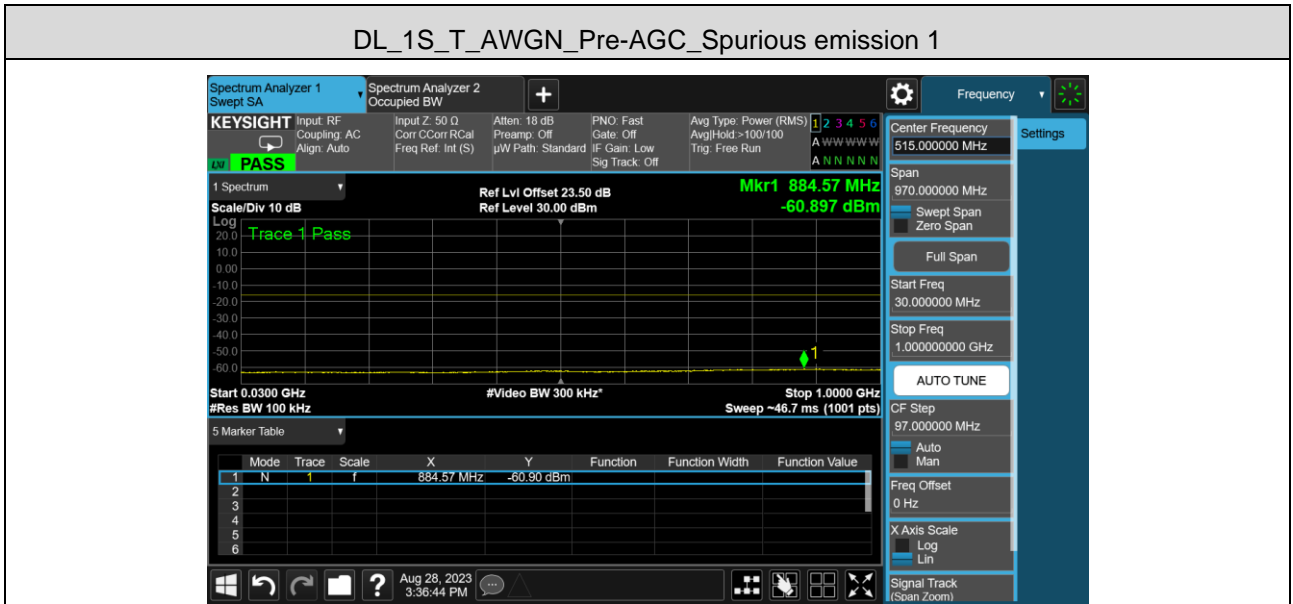 DL_1S_T_AWGN_Pre-AGC_Spurious emission 1
Spectrum Analyzer 1
Swept SA
Spectrum Analyzer 2
Occupied BW
Frequency
KEYSIGHT
Input: RF
Coupling: AC
Align: Auto
Input Z: 50 Ω
Corr CCorr RCal
Freq Ref: Int (S)
Atten: 18 dB
Preamp: Off
µW Path: Standard
PNO: Fast
Gate: Off
IF Gain: Low
Sig Track: Off
Avg Type: Power (RMS)
Avg|Hold:>100/100
Trig: Free Run
1 2 3 4 5 6
A W W W W W
A N N N N N
LXI
PASS
1 Spectrum
Scale/Div 10 dB
Ref Lvl Offset 23.50 dB
Ref Level 30.00 dBm
Mkr1 884.57 MHz
-60.897 dBm
Log
Trace 1 Pass
20.0
10.0
0.00
-10.0
-20.0
-30.0
-40.0
-50.0
-60.0
1
Start 0.0300 GHz
#Res BW 100 kHz
#Video BW 300 kHz*
Stop 1.0000 GHz
Sweep ~46.7 ms (1001 pts)
5 Marker Table
Mode Trace Scale X Y Function Function Width Function Value
1 N 1 f 884.57 MHz -60.90 dBm
2
3
4
5
6
Aug 28, 2023
3:36:44 PM
Center Frequency
515.000000 MHz
Settings
Span
970.000000 MHz
Swept Span
Zero Span
Full Span
Start Freq
30.000000 MHz
Stop Freq
1.000000000 GHz
AUTO TUNE
CF Step
97.000000 MHz
Auto
Man
Freq Offset
0 Hz
X Axis Scale
Log
Lin
Signal Track
(Span Zoom)